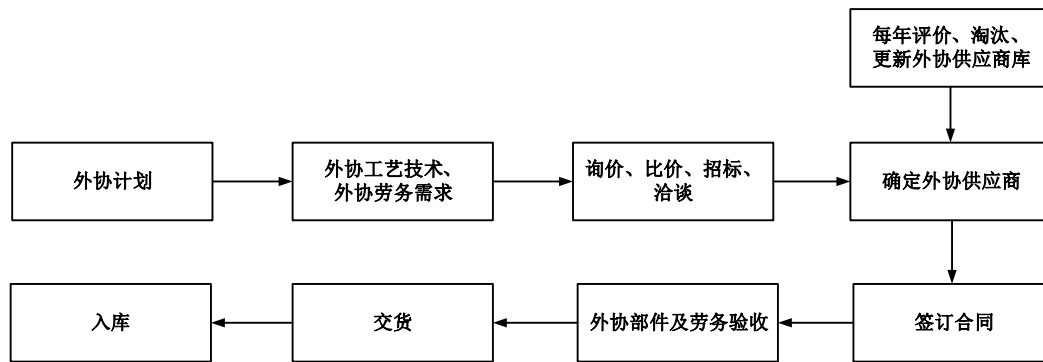 每年评价、淘汰、
更新外协供应商库
外协计划
外协工艺技术、
外协劳务需求
询价、比价、招标、
洽谈
确定外协供应商
入库
交货
外协部件及劳务验收
签订合同